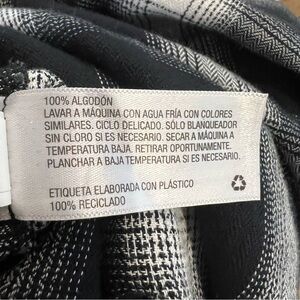 100% ALGODÓN
LAVAR A MÁQUINA CON AGUA FRÍA CON COLORES
SIMILARES. CICLO DELICADO. SÓLO BLANQUEADOR
SIN CLORO SI ES NECESARIO. SECAR A MÁQUINA A
TEMPERATURA BAJA. RETIRAR OPORTUNAMENTE.
PLANCHAR A BAJA TEMPERATURA SI ES NECESARIO.
ETIQUETA ELABORADA CON PLÁSTICO
100% RECICLADO